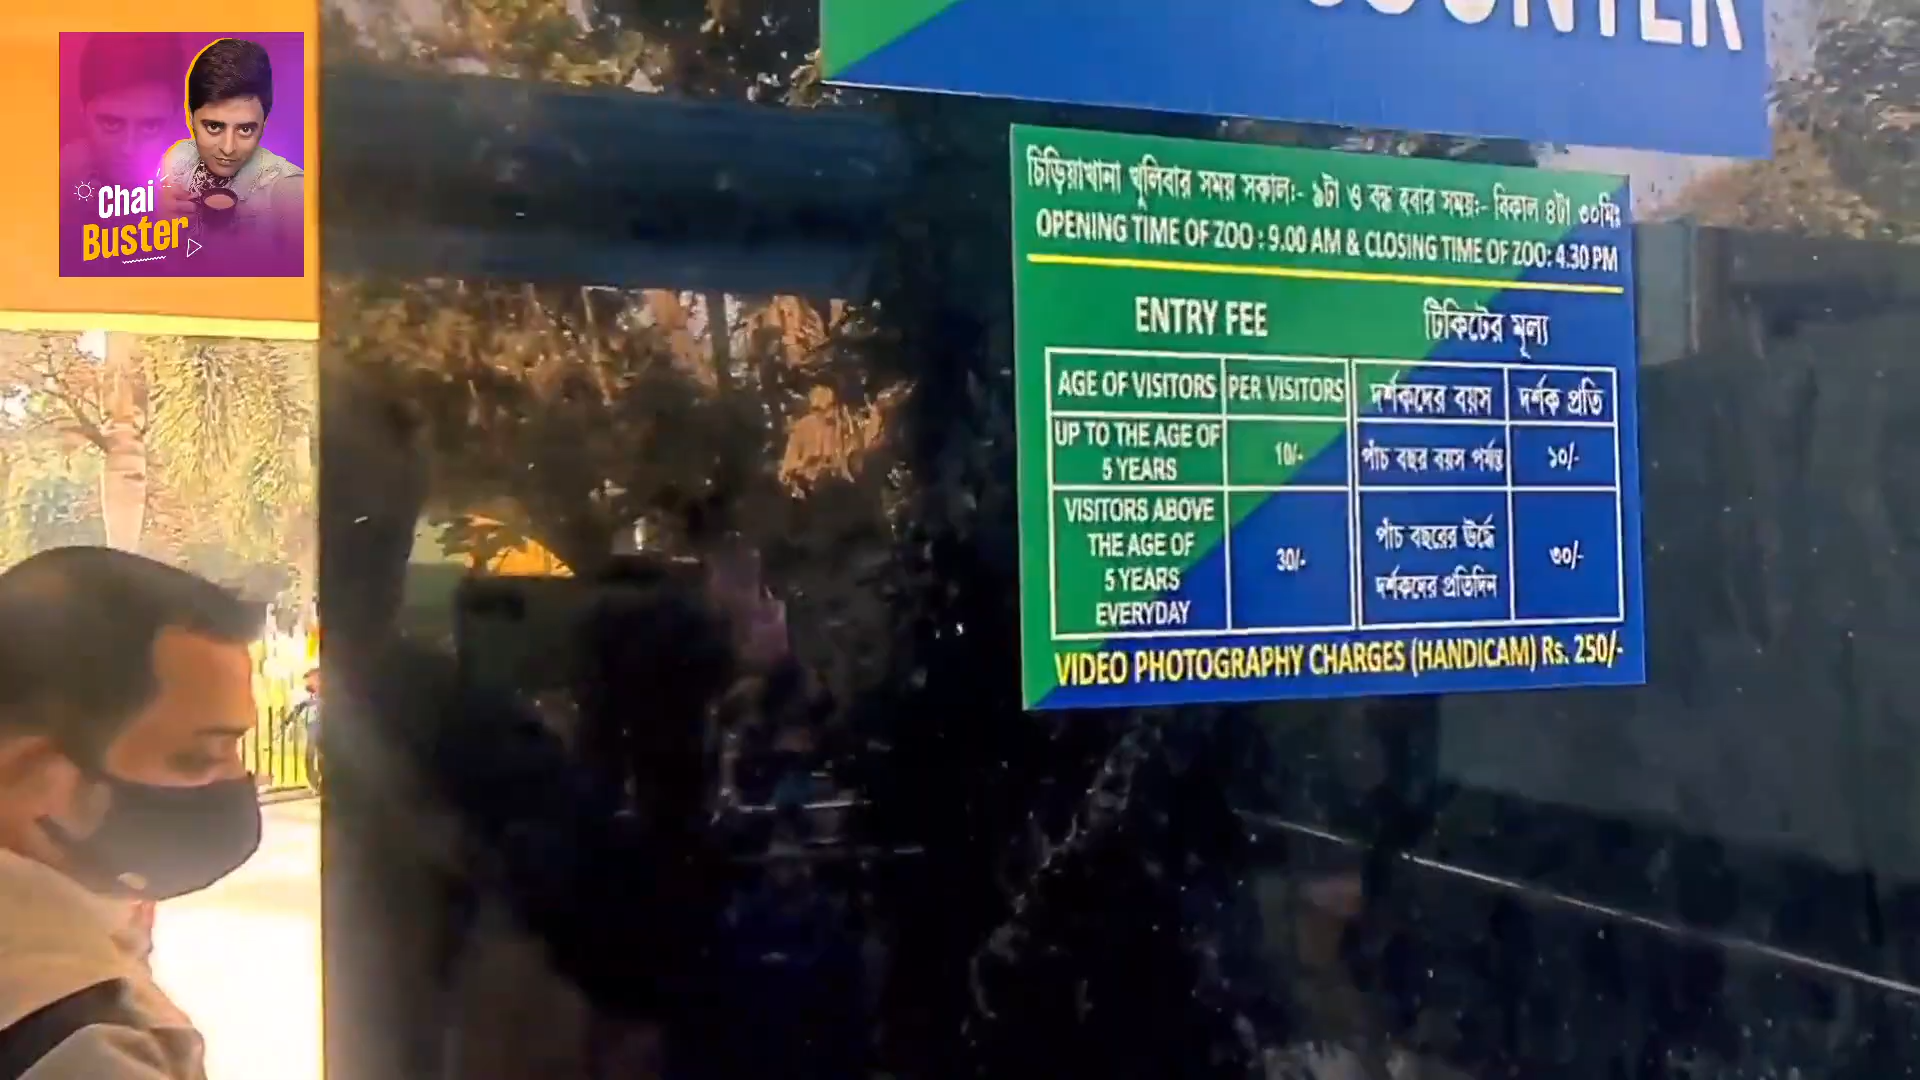 Chai
Buster
COUNTER
চিড়িয়াখানা খুলিবার সময় সকাল:- ৯টা ও বন্ধ হবার সময়:- বিকাল ৪টা ৩০মিঃ
OPENING TIME OF ZOO : 9.00 AM & CLOSING TIME OF ZOO: 4.30 PM
ENTRY FEE
টিকিটের মূল্য
AGE OF VISITORS PER VISITORS দর্শকদের বয়স দর্শক প্রতি
UP TO THE AGE OF
5 YEARS
10/-
পাঁচ বছর বয়স পর্যন্ত
১০/-
VISITORS ABOVE
THE AGE OF
5 YEARS
EVERYDAY
30/-
পাঁচ বছরের ঊর্দ্ধে
দর্শকদের প্রতিদিন
৩০/-
VIDEO PHOTOGRAPHY CHARGES (HANDICAM) Rs. 250/-